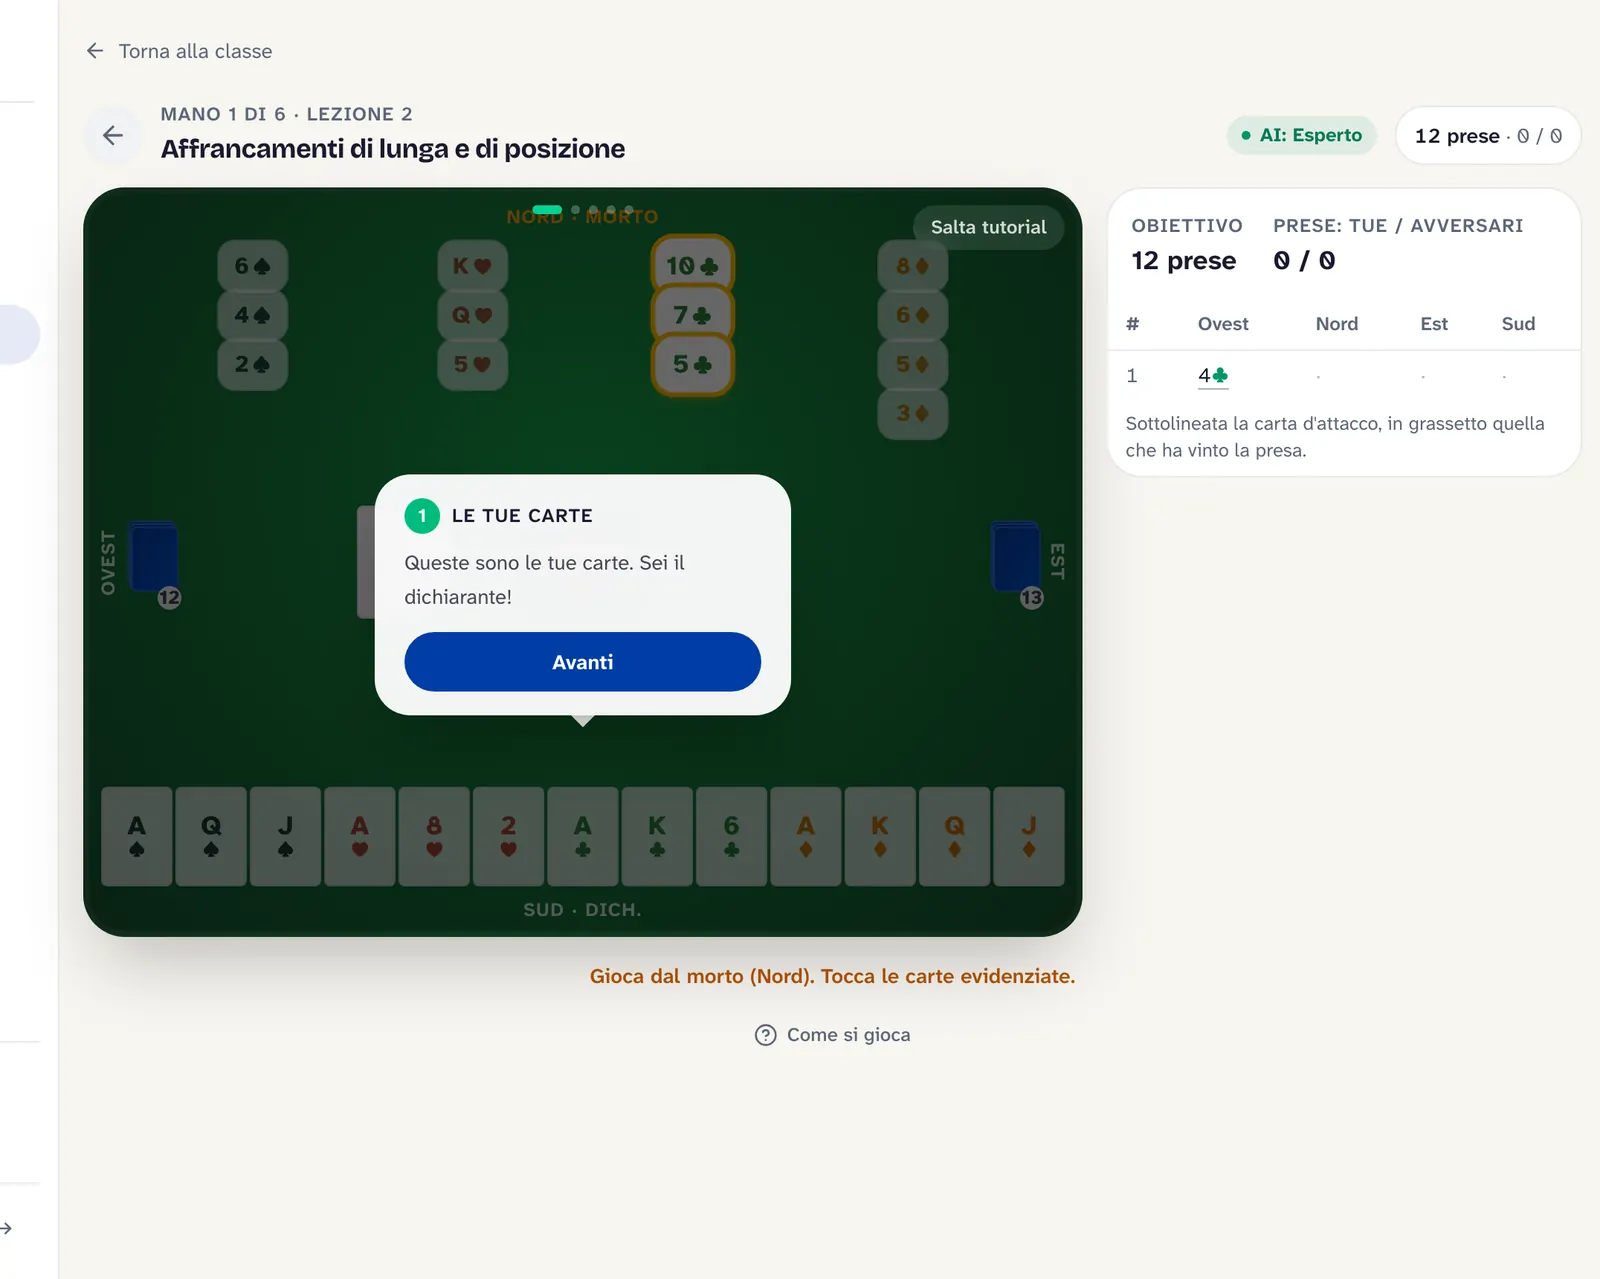 ← Torna alla classe
MANO 1 DI 6 · LEZIONE 2
Affrancamenti di lunga e di posizione
AI: Esperto
12 prese · 0 / 0
NORD · MORTO
Salta tutorial
6♠ K♥ 10♣ 8♦
4♠ Q♥ 7♣ 6♦
2♠ 5♥ 5♣ 5♦
3♦
OVEST
12
EST
13
1 LE TUE CARTE
Queste sono le tue carte. Sei il
dichiarante!
Avanti
A♠ Q♠ J♠ A♥ 8♥ 2♥ A♣ K♣ 6♣ A♦ K♦ Q♦ J♦
SUD · DICH.
Gioca dal morto (Nord). Tocca le carte evidenziate.
Come si gioca
OBIETTIVO PRESE: TUE / AVVERSARI
12 prese 0 / 0
# Ovest Nord Est Sud
1 4♣ · · ·
Sottolineata la carta d'attacco, in grassetto quella
che ha vinto la presa.